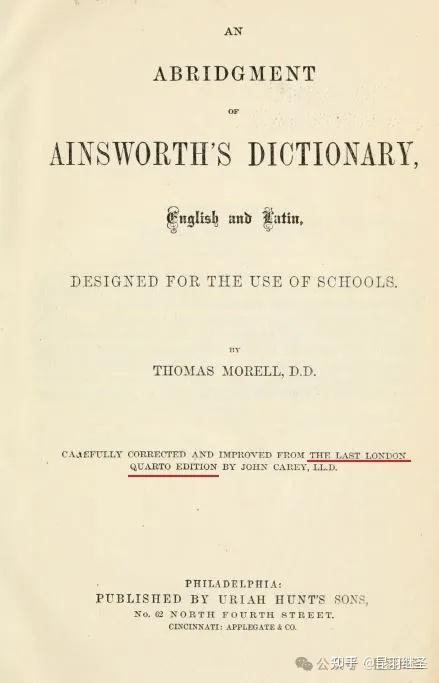 AN
ABRIDGMENT
OF
AINSWORTH'S DICTIONARY,
English and Latin,
DESIGNED FOR THE USE OF SCHOOLS.
BY
THOMAS MORELL, D.D.
CAREFULLY CORRECTED AND IMPROVED FROM THE LAST LONDON
QUARTO EDITION BY JOHN CAREY, LL.D.
PHILADELPHIA:
PUBLISHED BY URIAH HUNT'S SONS,
No. 62 NORTH FOURTH STREET.
CINCINNATI: APPLEGATE & CO.